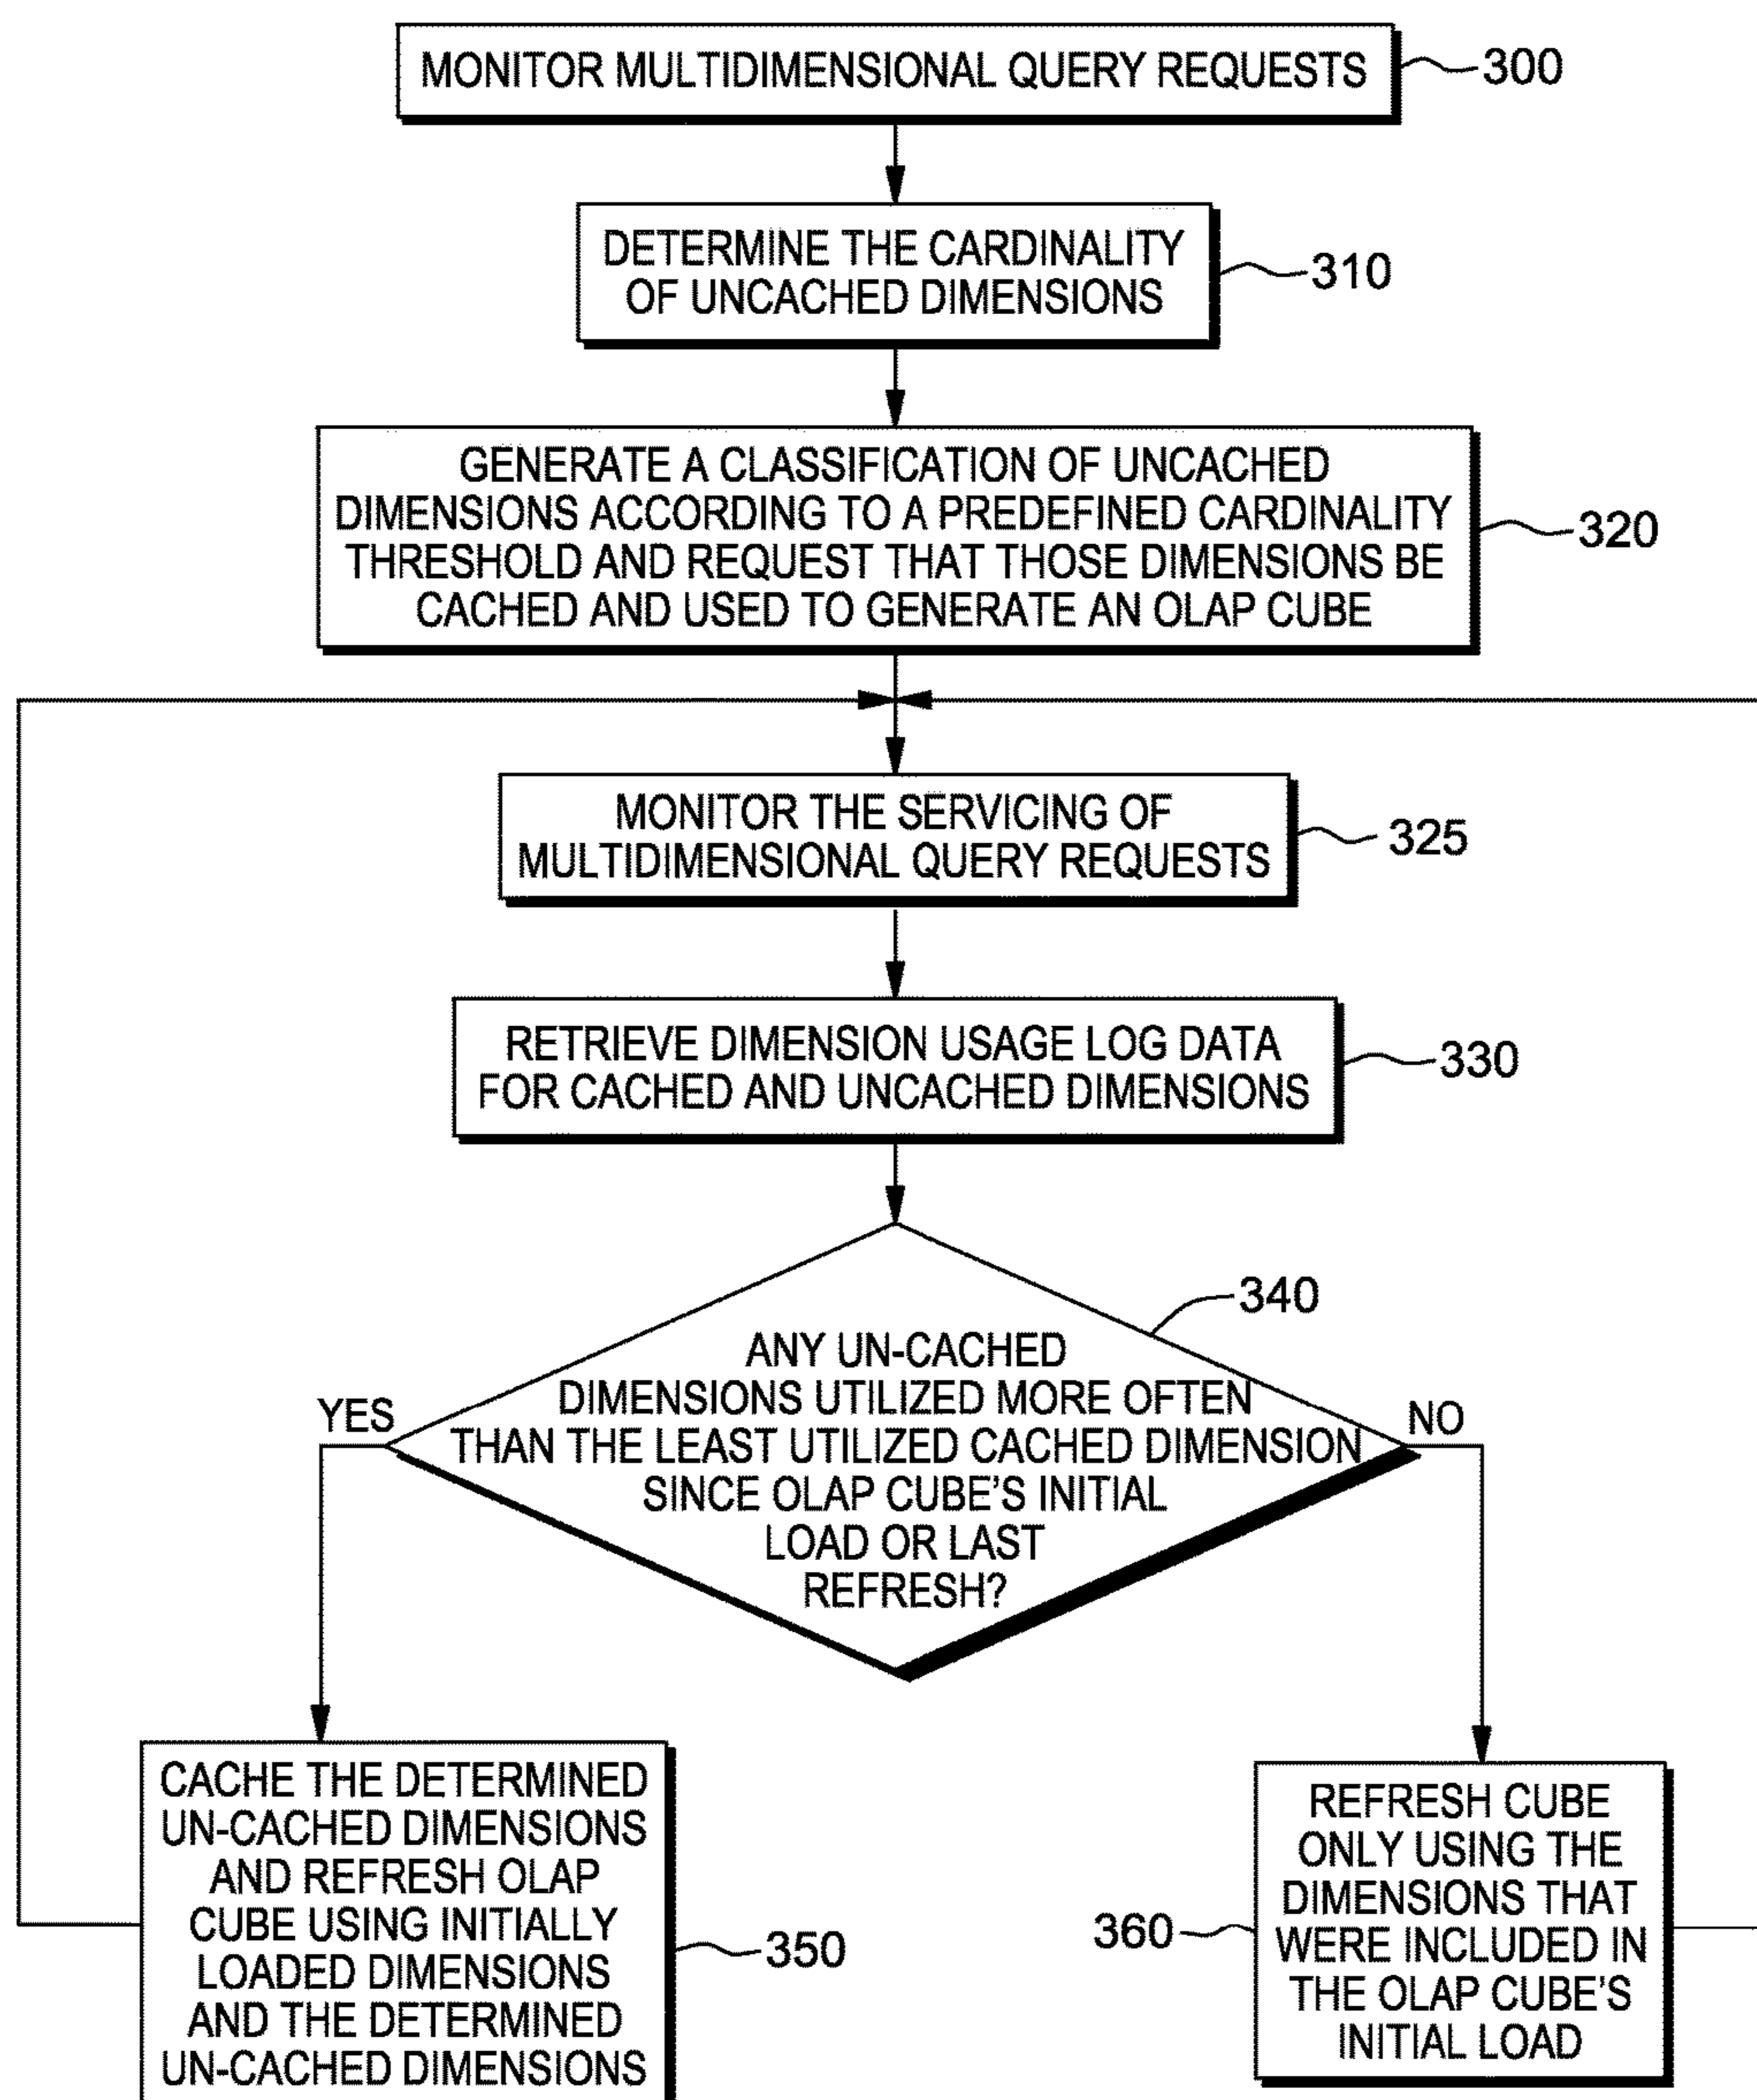 MONITOR MULTIDIMENSIONAL QUERY REQUESTS
300
DETERMINE THE CARDINALITY
OF UNCACHED DIMENSIONS
310
GENERATE A CLASSIFICATION OF UNCACHED
DIMENSIONS ACCORDING TO A PREDEFINED CARDINALITY
THRESHOLD AND REQUEST THAT THOSE DIMENSIONS BE
CACHED AND USED TO GENERATE AN OLAP CUBE
320
MONITOR THE SERVICING OF
MULTIDIMENSIONAL QUERY REQUESTS
325
RETRIEVE DIMENSION USAGE LOG DATA
FOR CACHED AND UNCACHED DIMENSIONS
330
340
ANY UN-CACHED
DIMENSIONS UTILIZED MORE OFTEN
THAN THE LEAST UTILIZED CACHED DIMENSION
SINCE OLAP CUBE'S INITIAL
LOAD OR LAST
REFRESH?
YES
NO
CACHE THE DETERMINED
UN-CACHED DIMENSIONS
AND REFRESH OLAP
CUBE USING INITIALLY
LOADED DIMENSIONS
AND THE DETERMINED
UN-CACHED DIMENSIONS
350
360
REFRESH CUBE
ONLY USING THE
DIMENSIONS THAT
WERE INCLUDED IN
THE OLAP CUBE'S
INITIAL LOAD